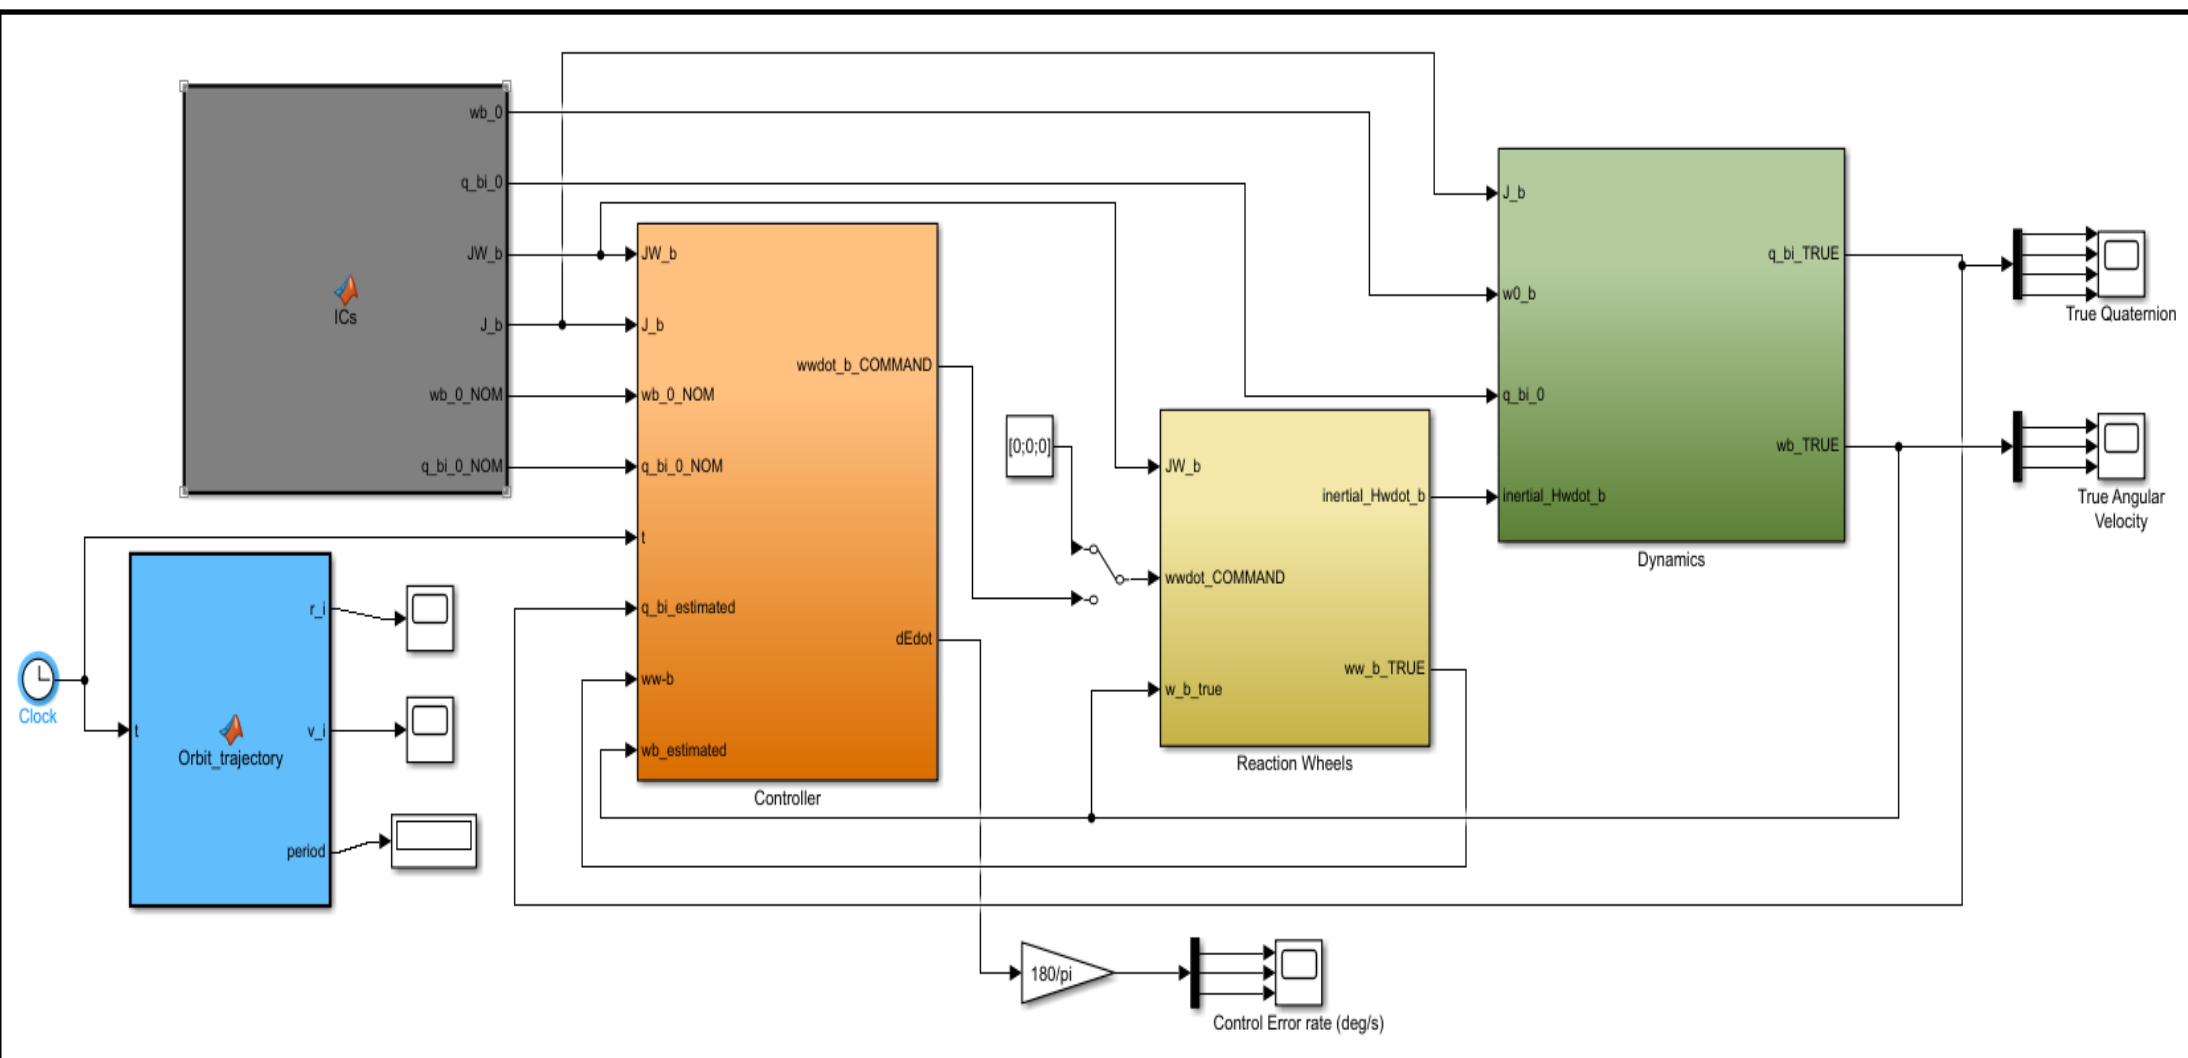 wb_0
q_bi_0
JW_b
J_b
wb_0_NOM
q_bi_0_NOM
ICs
JW_b
J_b
wb_0_NOM
q_bi_0_NOM
t
q_bi_estimated
ww-b
wb_estimated
wwdot_b_COMMAND
dEdot
Controller
[0;0;0]
JW_b
wwdot_COMMAND
w_b_true
inertial_Hwdot_b
ww_b_TRUE
Reaction Wheels
J_b
w0_b
q_bi_0
inertial_Hwdot_b
q_bi_TRUE
wb_TRUE
Dynamics
True Quaternion
True Angular
Velocity
Clock
t
r_i
v_i
period
Orbit_trajectory
180/pi
Control Error rate (deg/s)